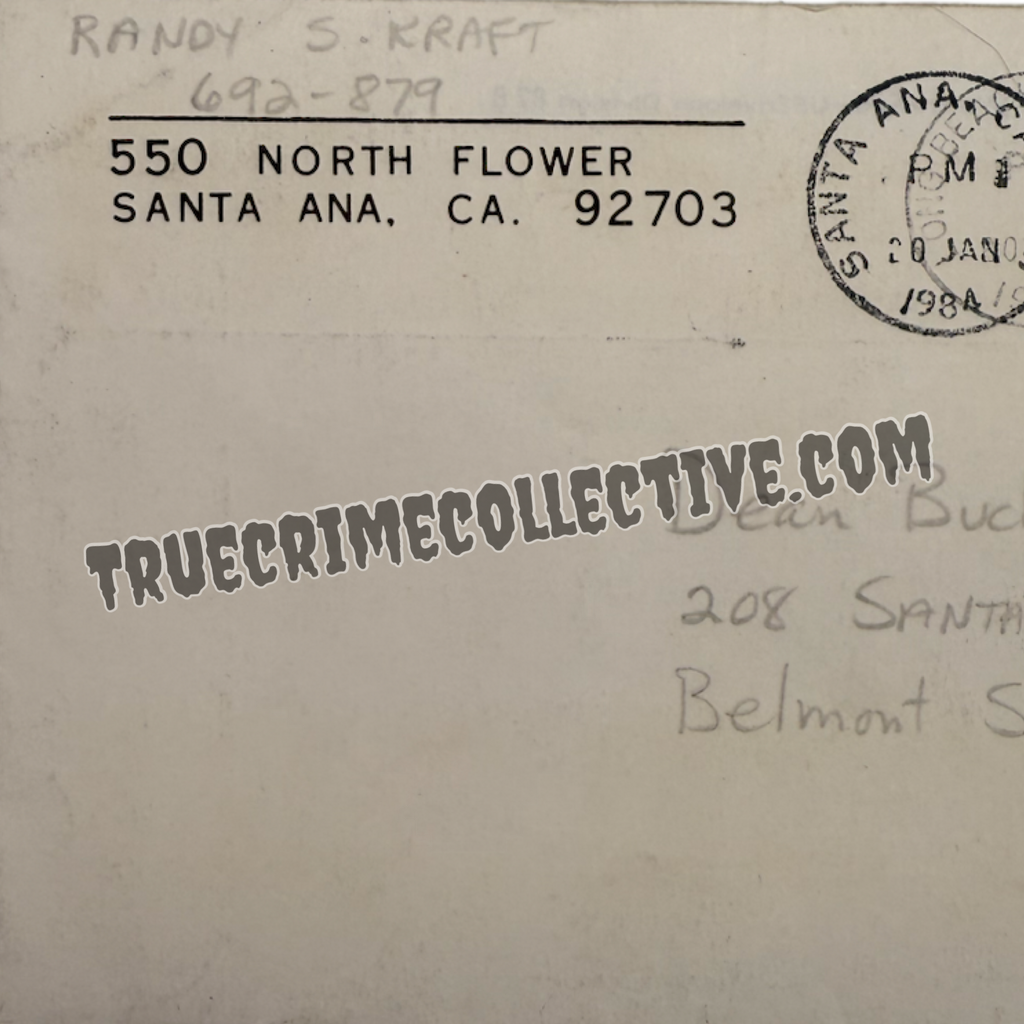 RANDY S. KRAFT
692-879
550 NORTH FLOWER
SANTA ANA, CA. 92703
SANTA ANA, CA
PM
20 JAN
1984
TRUECRIMECOLLECTIVE.COM
Dean Buc
208 SANTA
Belmont S